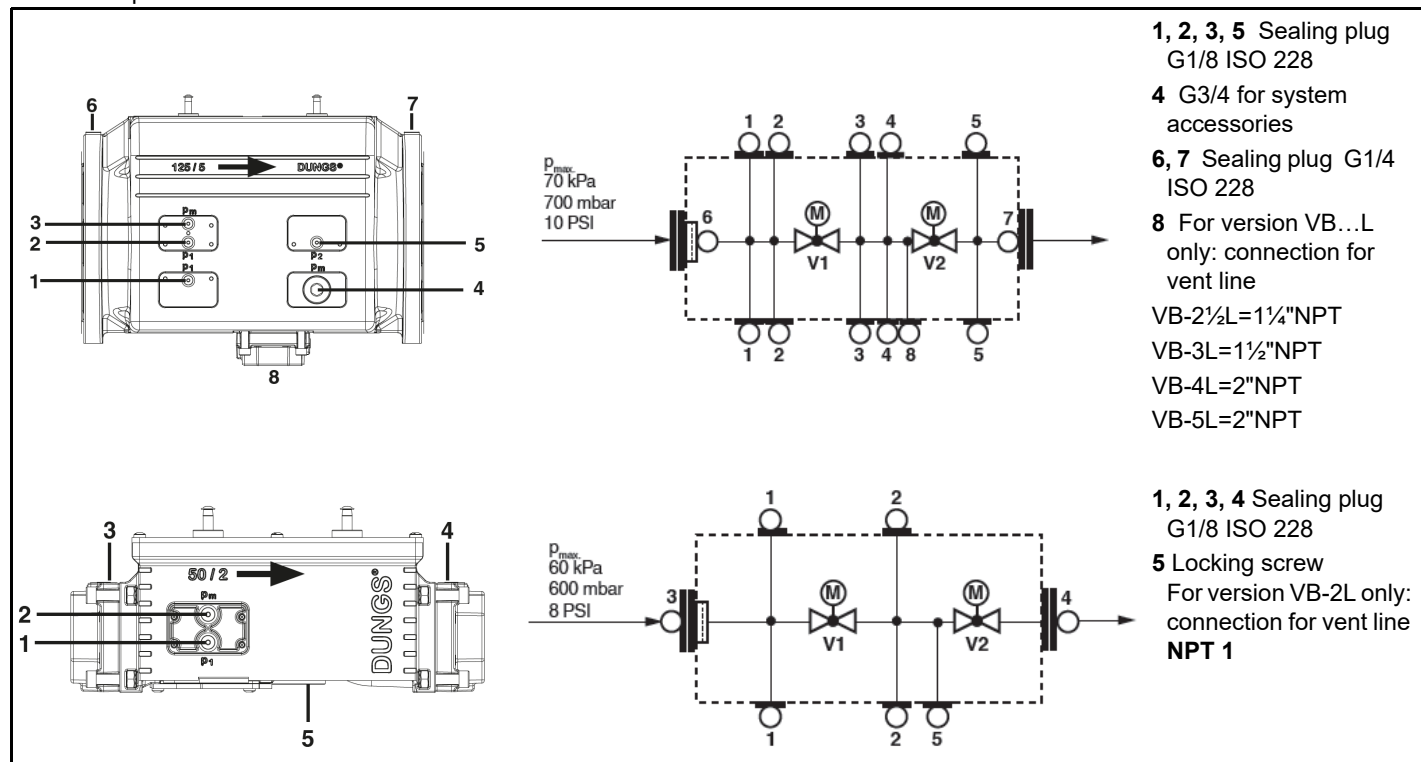 6
7
125 / 5
DUNGS®
Pm
3
2
P1
P1
1
P2
5
Pm
4
8
1 2 3 4 5
pmax.
70 kPa
700 mbar
10 PSI
6
M
V1
M
V2
7
1 2 3 4 8 5
1, 2, 3, 5 Sealing plug
G1/8 ISO 228
4 G3/4 for system
accessories
6, 7 Sealing plug G1/4
ISO 228
8 For version VB…L
only: connection for
vent line
VB-2½L=1¼"NPT
VB-3L=1½"NPT
VB-4L=2"NPT
VB-5L=2"NPT
3
4
50 / 2
Pm
2
1
P1
DUNGS®
5
1 2
pmax.
60 kPa
600 mbar
8 PSI
3
M
V1
M
V2
4
1 2 5
1, 2, 3, 4 Sealing plug
G1/8 ISO 228
5 Locking screw
For version VB-2L only:
connection for vent line
NPT 1